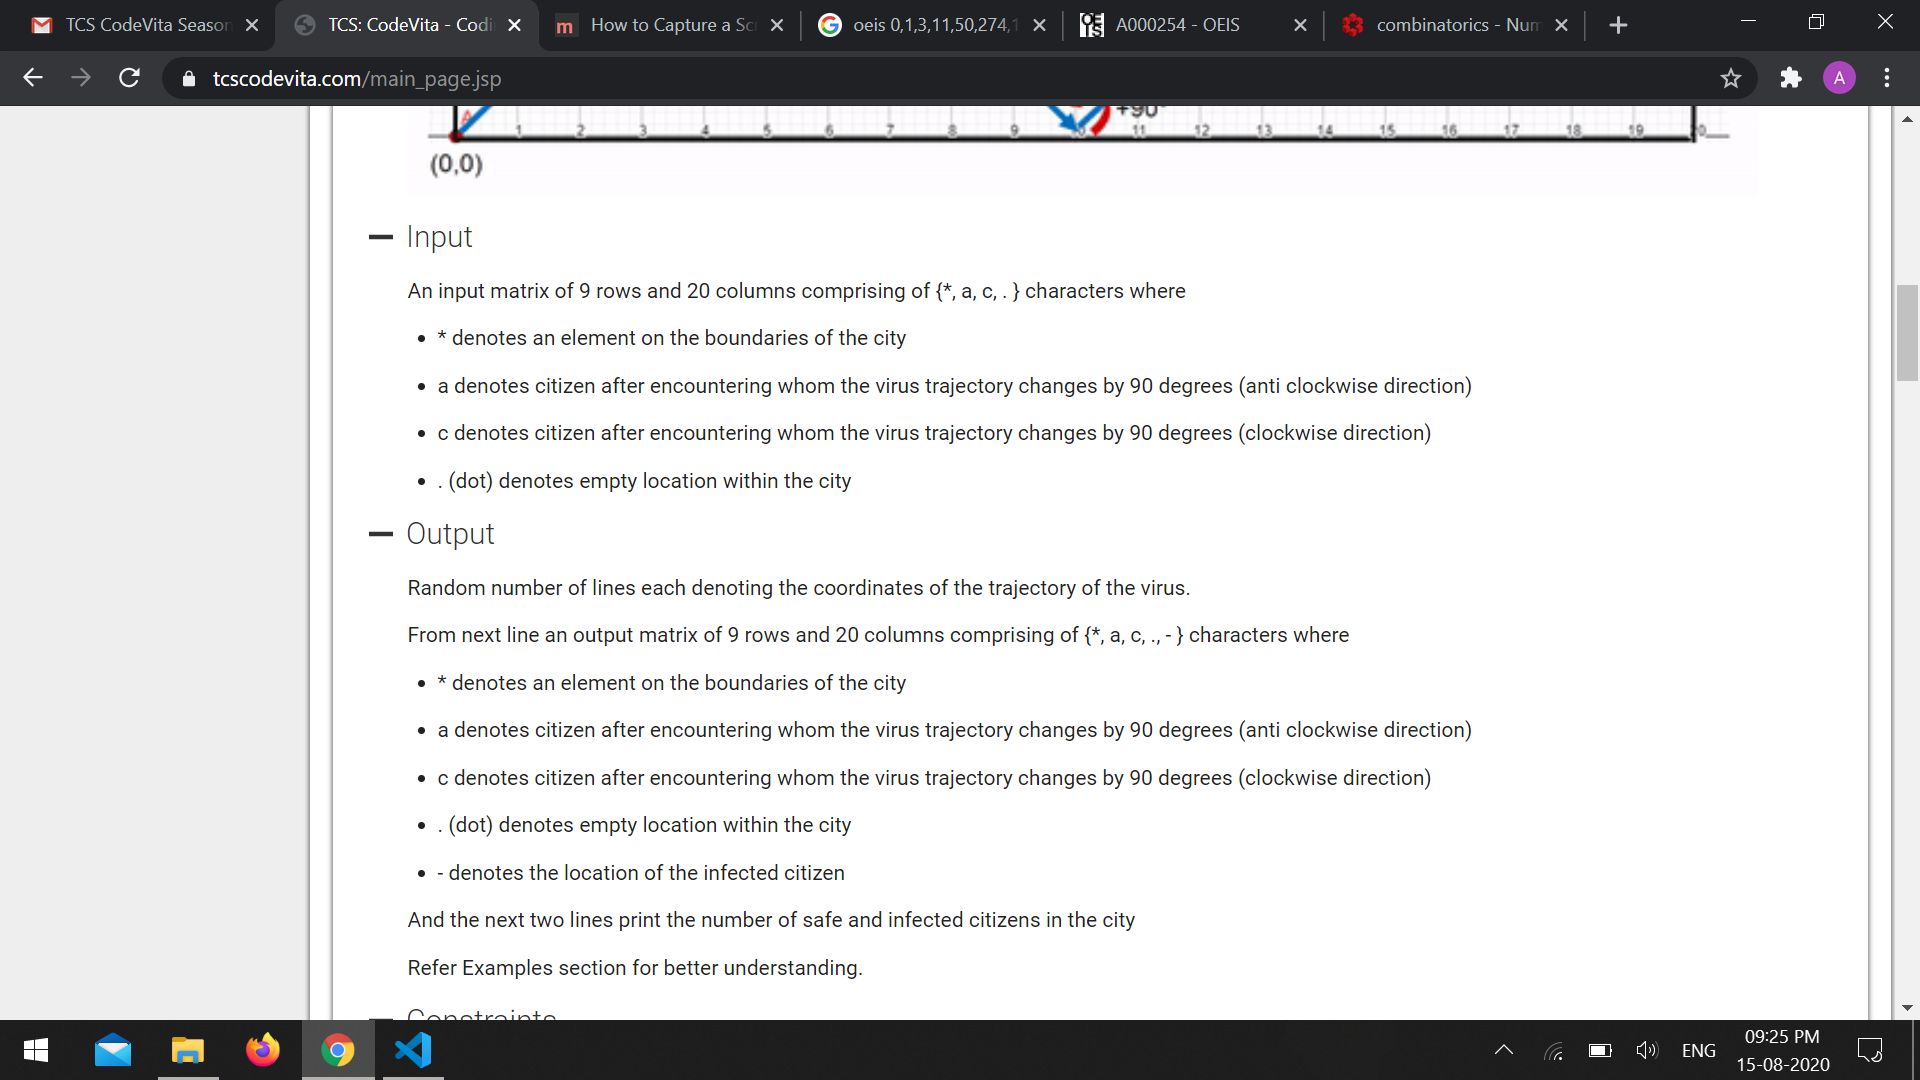 TCS CodeVita Season
TCS: CodeVita - Codi
How to Capture a Sc
oeis 0,1,3,11,50,274,1
A000254 - OEIS
combinatorics - Num
tcscodevita.com/main_page.jsp
A
A
+90°
1 2 3 4 5 6 7 8 9 10 11 12 13 14 15 16 17 18 19
(0,0)
Input
An input matrix of 9 rows and 20 columns comprising of {*, a, c, . } characters where
• * denotes an element on the boundaries of the city
• a denotes citizen after encountering whom the virus trajectory changes by 90 degrees (anti clockwise direction)
• c denotes citizen after encountering whom the virus trajectory changes by 90 degrees (clockwise direction)
• . (dot) denotes empty location within the city
Output
Random number of lines each denoting the coordinates of the trajectory of the virus.
From next line an output matrix of 9 rows and 20 columns comprising of {*, a, c, ., - } characters where
• * denotes an element on the boundaries of the city
• a denotes citizen after encountering whom the virus trajectory changes by 90 degrees (anti clockwise direction)
• c denotes citizen after encountering whom the virus trajectory changes by 90 degrees (clockwise direction)
• . (dot) denotes empty location within the city
• - denotes the location of the infected citizen
And the next two lines print the number of safe and infected citizens in the city
Refer Examples section for better understanding.
Constraints
ENG
09:25 PM
15-08-2020